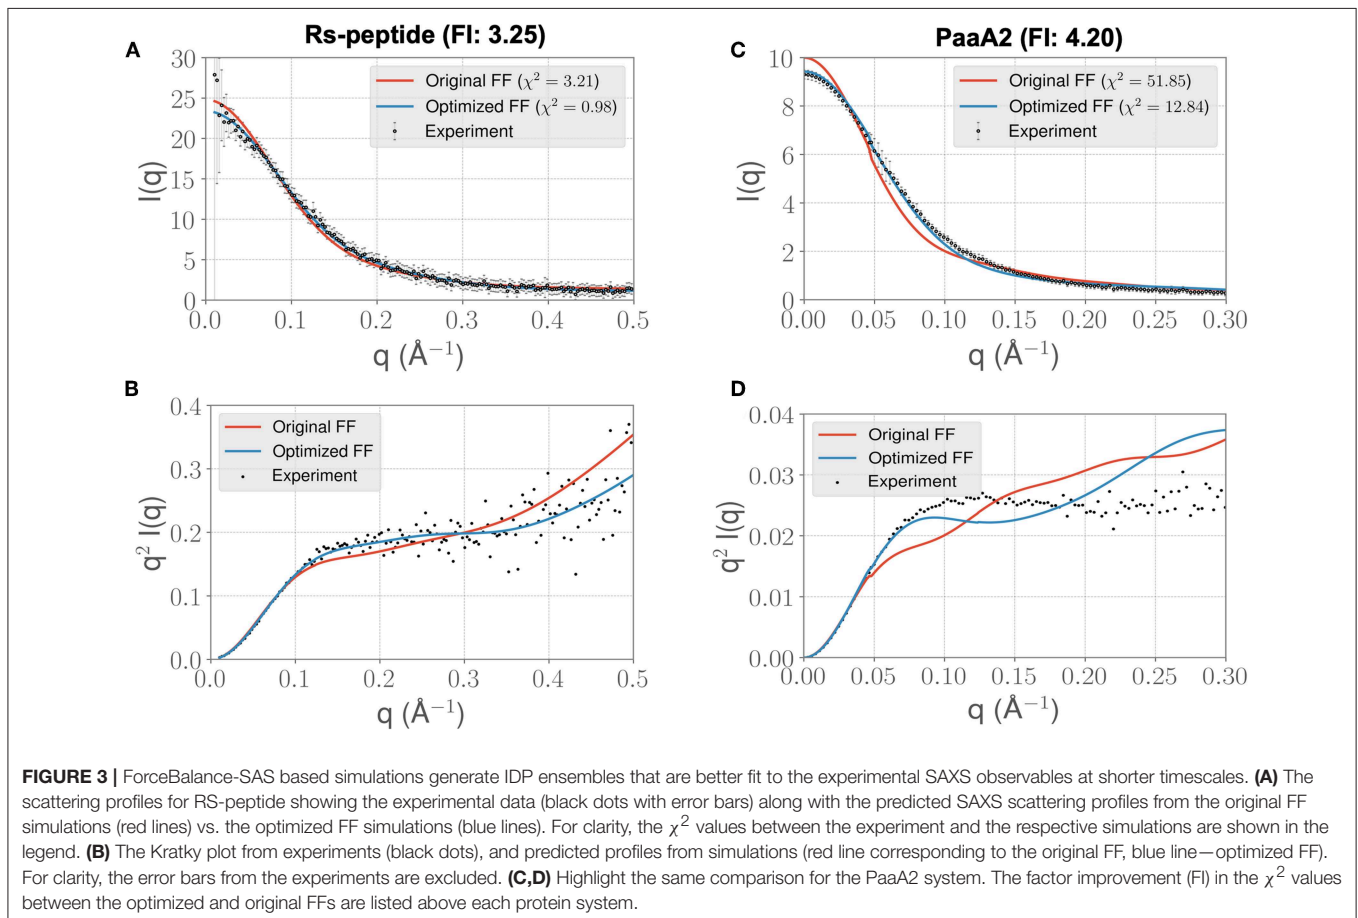 Rs-peptide (FI: 3.25)
A
30
25
20
15
10
5
0
I(q)
Original FF (χ² = 3.21)
Optimized FF (χ² = 0.98)
Experiment
0.0 0.1 0.2 0.3 0.4 0.5
q (Å⁻¹)
PaaA2 (FI: 4.20)
C
10
8
6
4
2
0
I(q)
Original FF (χ² = 51.85)
Optimized FF (χ² = 12.84)
Experiment
0.00 0.05 0.10 0.15 0.20 0.25 0.30
q (Å⁻¹)
B
0.4
0.3
0.2
0.1
0.0
q² I(q)
Original FF
Optimized FF
Experiment
0.0 0.1 0.2 0.3 0.4 0.5
q (Å⁻¹)
D
0.04
0.03
0.02
0.01
0.00
q² I(q)
Original FF
Optimized FF
Experiment
0.00 0.05 0.10 0.15 0.20 0.25 0.30
q (Å⁻¹)
FIGURE 3 | ForceBalance-SAS based simulations generate IDP ensembles that are better fit to the experimental SAXS observables at shorter timescales. (A) The
scattering profiles for RS-peptide showing the experimental data (black dots with error bars) along with the predicted SAXS scattering profiles from the original FF
simulations (red lines) vs. the optimized FF simulations (blue lines). For clarity, the χ² values between the experiment and the respective simulations are shown in the
legend. (B) The Kratky plot from experiments (black dots), and predicted profiles from simulations (red line corresponding to the original FF, blue line—optimized FF).
For clarity, the error bars from the experiments are excluded. (C,D) Highlight the same comparison for the PaaA2 system. The factor improvement (FI) in the χ² values
between the optimized and original FFs are listed above each protein system.